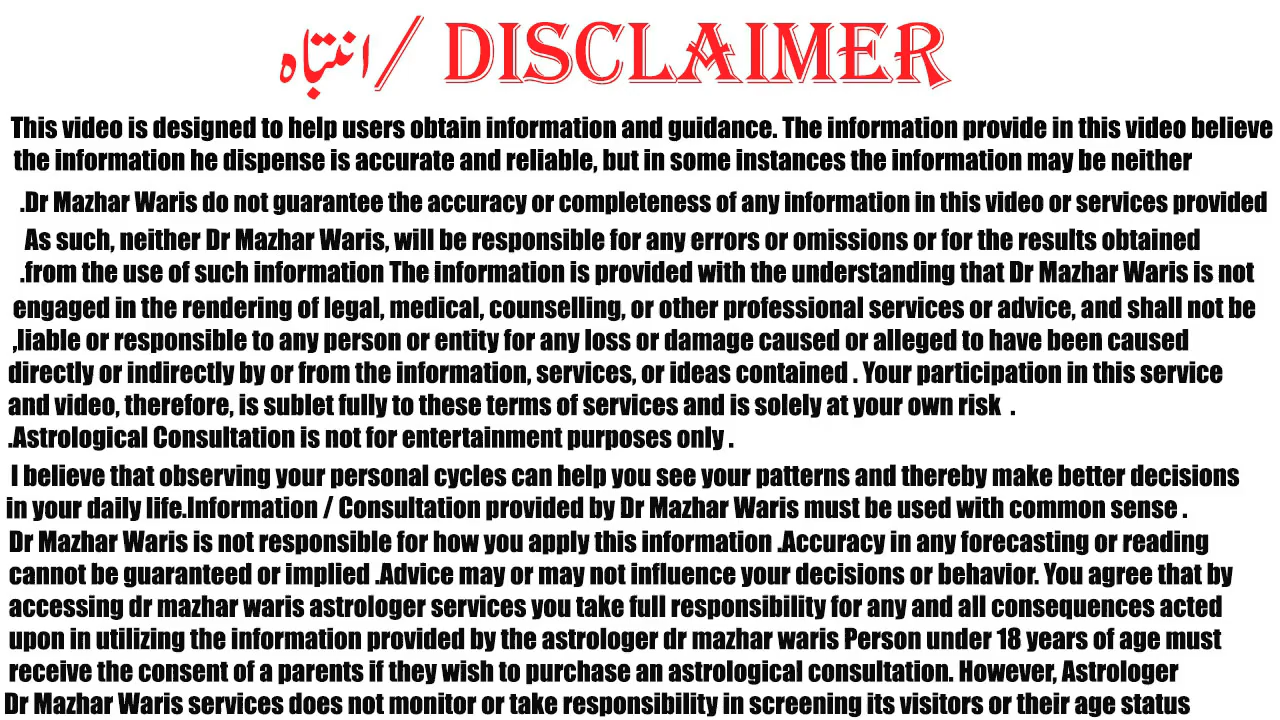 انتباہ / DISCLAIMER
This video is designed to help users obtain information and guidance. The information provide in this video believe
the information he dispense is accurate and reliable, but in some instances the information may be neither
.Dr Mazhar Waris do not guarantee the accuracy or completeness of any information in this video or services provided
As such, neither Dr Mazhar Waris, will be responsible for any errors or omissions or for the results obtained
.from the use of such information The information is provided with the understanding that Dr Mazhar Waris is not
engaged in the rendering of legal, medical, counselling, or other professional services or advice, and shall not be
,liable or responsible to any person or entity for any loss or damage caused or alleged to have been caused
directly or indirectly by or from the information, services, or ideas contained . Your participation in this service
and video, therefore, is sublet fully to these terms of services and is solely at your own risk .
.Astrological Consultation is not for entertainment purposes only .
I believe that observing your personal cycles can help you see your patterns and thereby make better decisions
in your daily life.Information / Consultation provided by Dr Mazhar Waris must be used with common sense .
Dr Mazhar Waris is not responsible for how you apply this information .Accuracy in any forecasting or reading
cannot be guaranteed or implied .Advice may or may not influence your decisions or behavior. You agree that by
accessing dr mazhar waris astrologer services you take full responsibility for any and all consequences acted
upon in utilizing the information provided by the astrologer dr mazhar waris Person under 18 years of age must
receive the consent of a parents if they wish to purchase an astrological consultation. However, Astrologer
Dr Mazhar Waris services does not monitor or take responsibility in screening its visitors or their age status